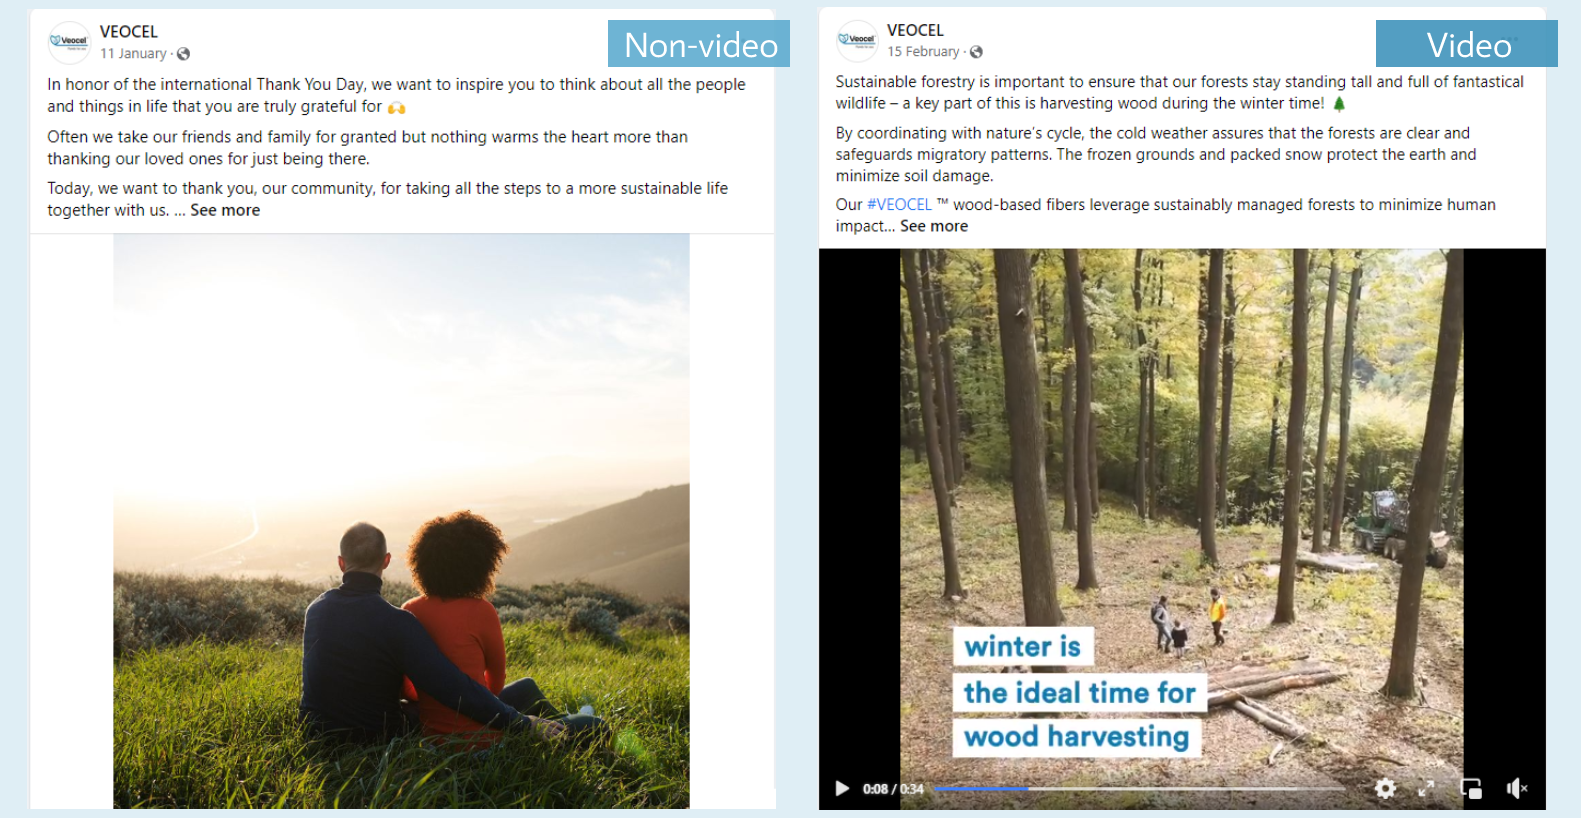 VEOCEL
Veocel
11 January
Non-video
In honor of the international Thank You Day, we want to inspire you to think about all the people
and things in life that you are truly grateful for 🙌
Often we take our friends and family for granted but nothing warms the heart more than
thanking our loved ones for just being there.
Today, we want to thank you, our community, for taking all the steps to a more sustainable life
together with us. ... See more
VEOCEL
Veocel
15 February
Video
Sustainable forestry is important to ensure that our forests stay standing tall and full of fantastical
wildlife – a key part of this is harvesting wood during the winter time! 🌲
By coordinating with nature's cycle, the cold weather assures that the forests are clear and
safeguards migratory patterns. The frozen grounds and packed snow protect the earth and
minimize soil damage.
Our #VEOCEL ™ wood-based fibers leverage sustainably managed forests to minimize human
impact... See more
winter is
the ideal time for
wood harvesting
0:08 / 0:34